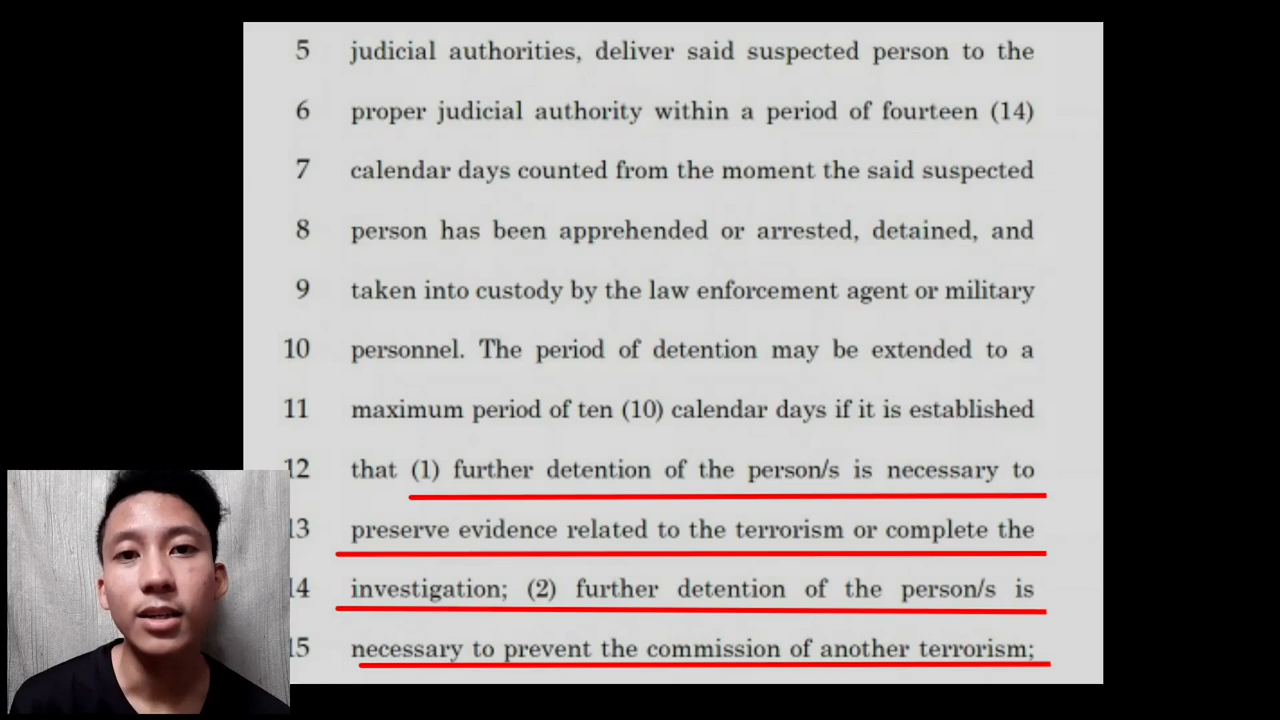 5 judicial authorities, deliver said suspected person to the
6 proper judicial authority within a period of fourteen (14)
7 calendar days counted from the moment the said suspected
8 person has been apprehended or arrested, detained, and
9 taken into custody by the law enforcement agent or military
10 personnel. The period of detention may be extended to a
11 maximum period of ten (10) calendar days if it is established
12 that (1) further detention of the person/s is necessary to
13 preserve evidence related to the terrorism or complete the
14 investigation; (2) further detention of the person/s is
15 necessary to prevent the commission of another terrorism;